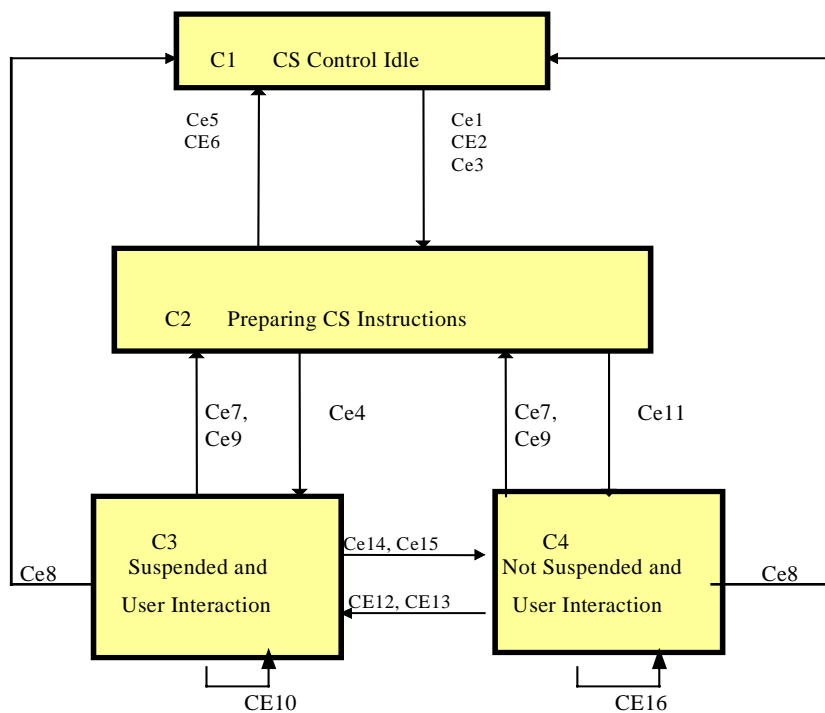 C1 CS Control Idle
Ce5
CE6
Ce1
CE2
Ce3
C2 Preparing CS Instructions
Ce7,
Ce9
Ce4
Ce7,
Ce9
Ce11
C3
Suspended and
User Interaction
Ce14, Ce15
CE12, CE13
C4
Not Suspended and
User Interaction
Ce8
Ce8
CE10
CE16